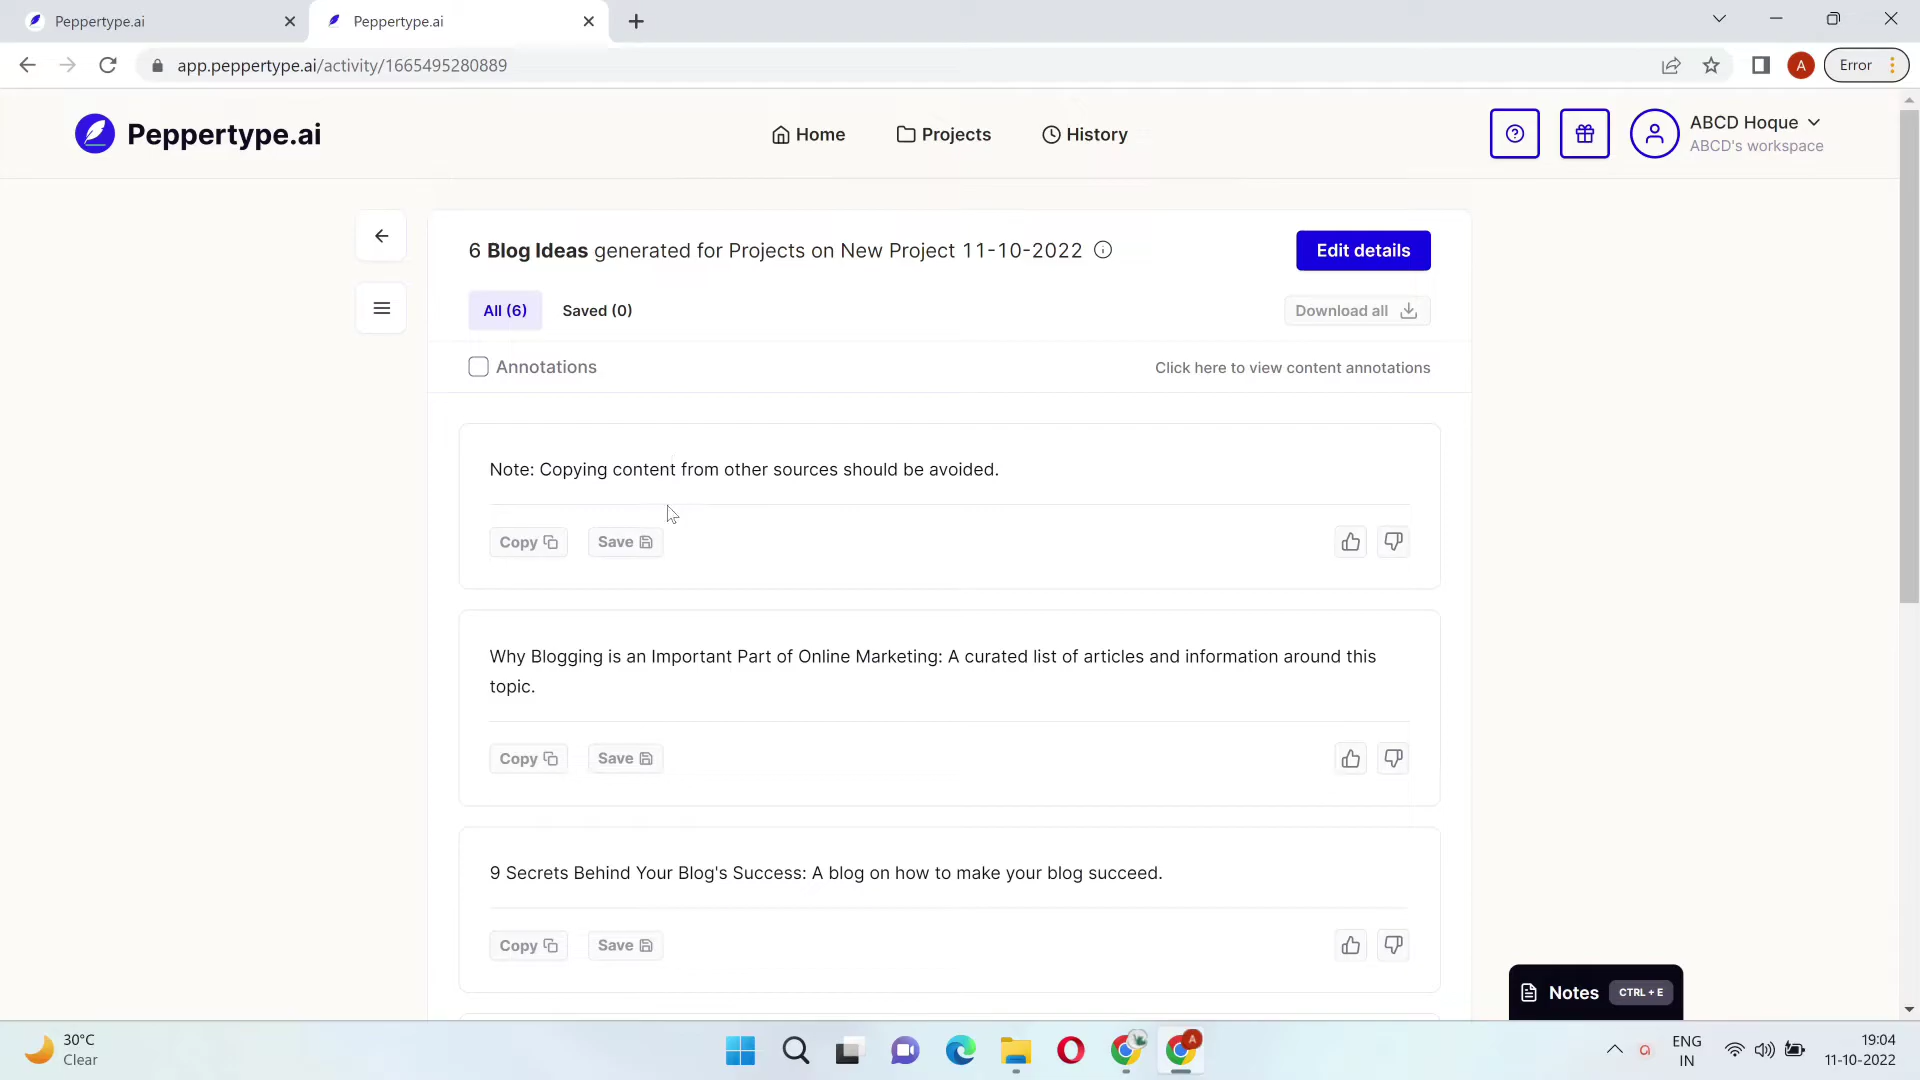 Peppertype.ai
Peppertype.ai
app.peppertype.ai/activity/1665495280889
A
Error
Peppertype.ai
Home
Projects
History
ABCD Hoque
ABCD's workspace
6 Blog Ideas generated for Projects on New Project 11-10-2022
Edit details
All (6)
Saved (0)
Download all
Annotations
Click here to view content annotations
Note: Copying content from other sources should be avoided.
Copy
Save
Why Blogging is an Important Part of Online Marketing: A curated list of articles and information around this
topic.
Copy
Save
9 Secrets Behind Your Blog's Success: A blog on how to make your blog succeed.
Copy
Save
Notes
CTRL + E
30°C
Clear
A
ENG
IN
19:04
11-10-2022